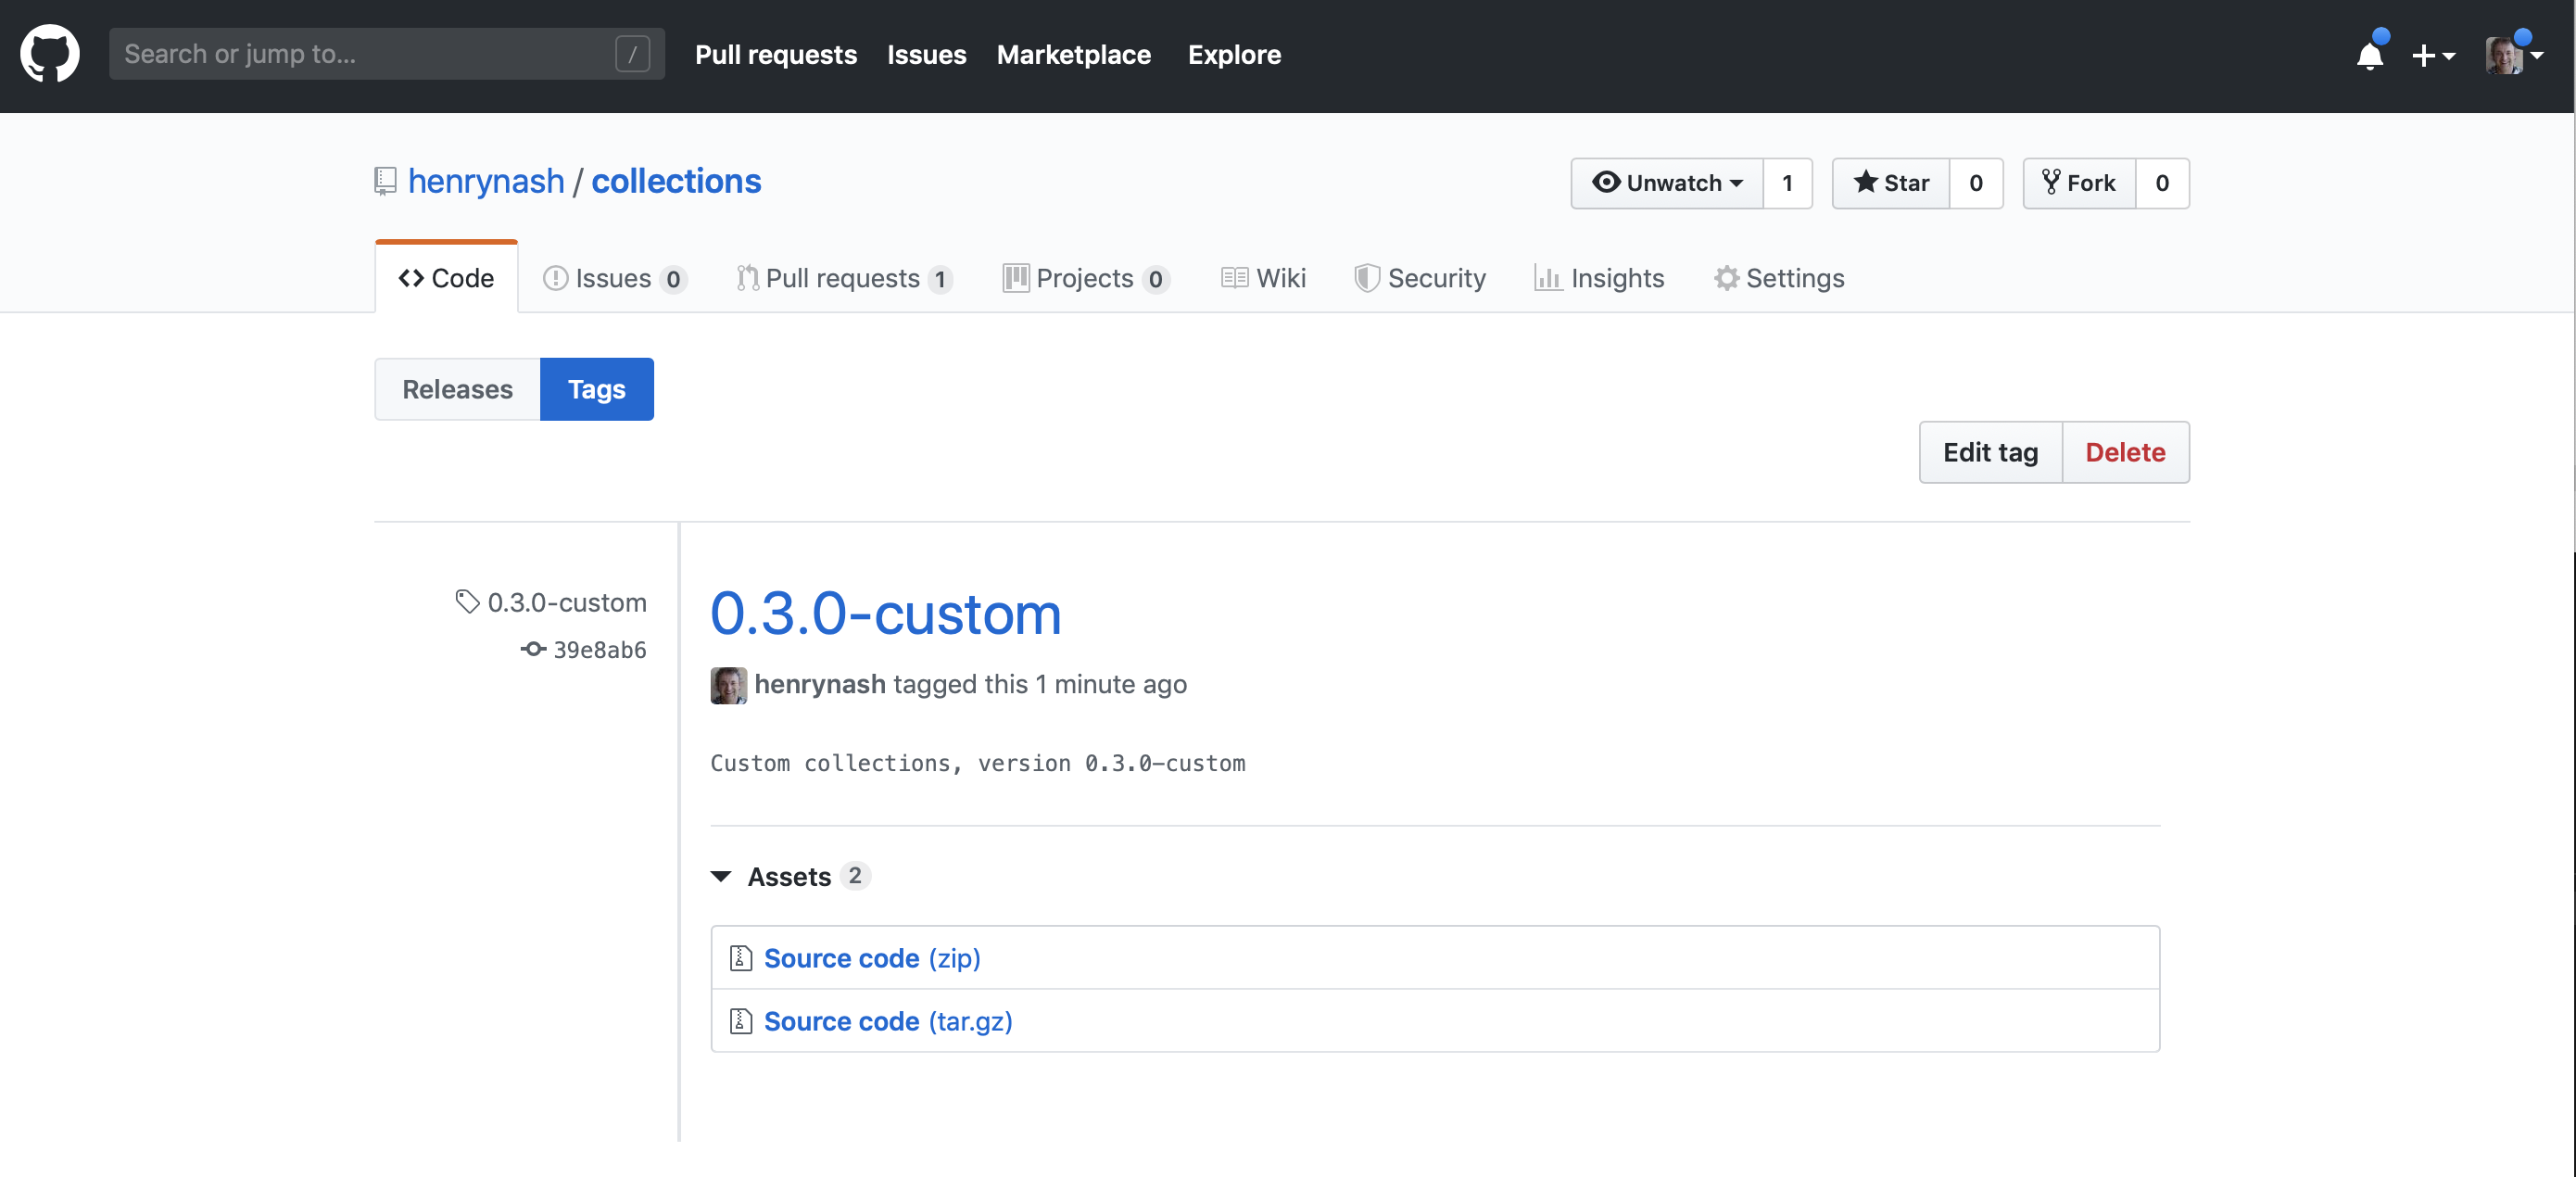 Search or jump to... /
Pull requests Issues Marketplace Explore
henrynash / collections
Unwatch 1 Star 0 Fork 0
Code Issues 0 Pull requests 1 Projects 0 Wiki Security Insights Settings
Releases Tags
Edit tag Delete
0.3.0-custom
39e8ab6
0.3.0-custom
henrynash tagged this 1 minute ago
Custom collections, version 0.3.0-custom
Assets 2
Source code (zip)
Source code (tar.gz)